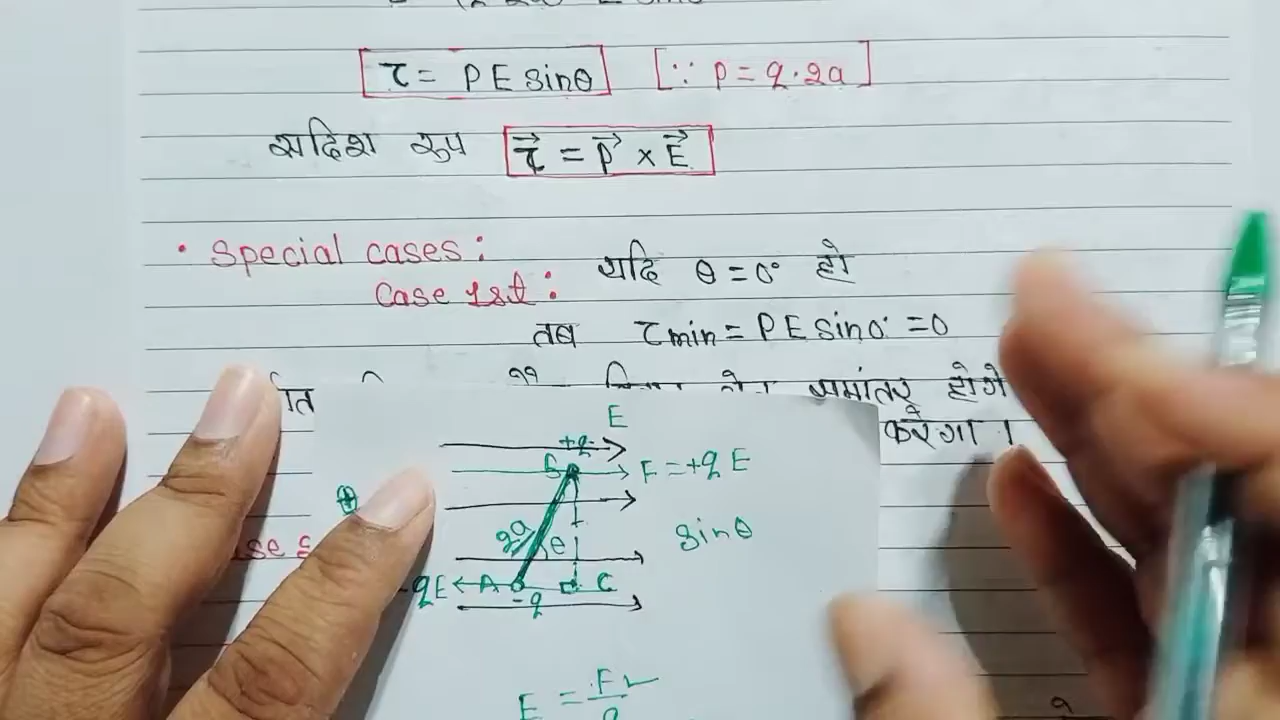 τ = PE sinθ [∵ p = q.2a]
सदिश रूप τ⃗ = p⃗ × E⃗
• Special cases:
Case 1st: यदि θ = 0° हो
तब τmin = PE sin0° = 0
समांतर होगे
करेगा ।
E
+q
F = +q E
θ
2a θ sinθ
qE A C
-q
E = F